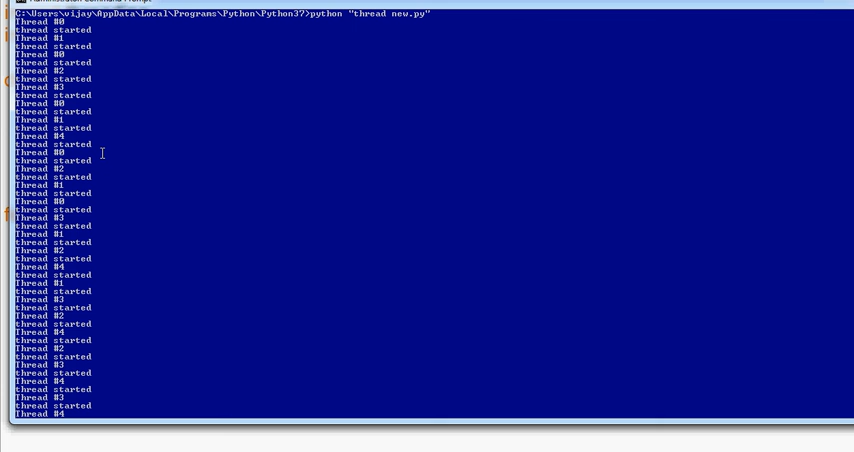 Administrator: Command Prompt
C:\Users\vijay\AppData\Local\Programs\Python\Python37>python "thread new.py"
Thread #0
thread started
Thread #1
thread started
Thread #0
thread started
Thread #2
thread started
Thread #3
thread started
Thread #0
thread started
Thread #1
thread started
Thread #4
thread started
Thread #0
thread started
Thread #2
thread started
Thread #1
thread started
Thread #0
thread started
Thread #3
thread started
Thread #1
thread started
Thread #2
thread started
Thread #4
thread started
Thread #1
thread started
Thread #3
thread started
Thread #2
thread started
Thread #4
thread started
Thread #2
thread started
Thread #3
thread started
Thread #4
thread started
Thread #3
thread started
Thread #4